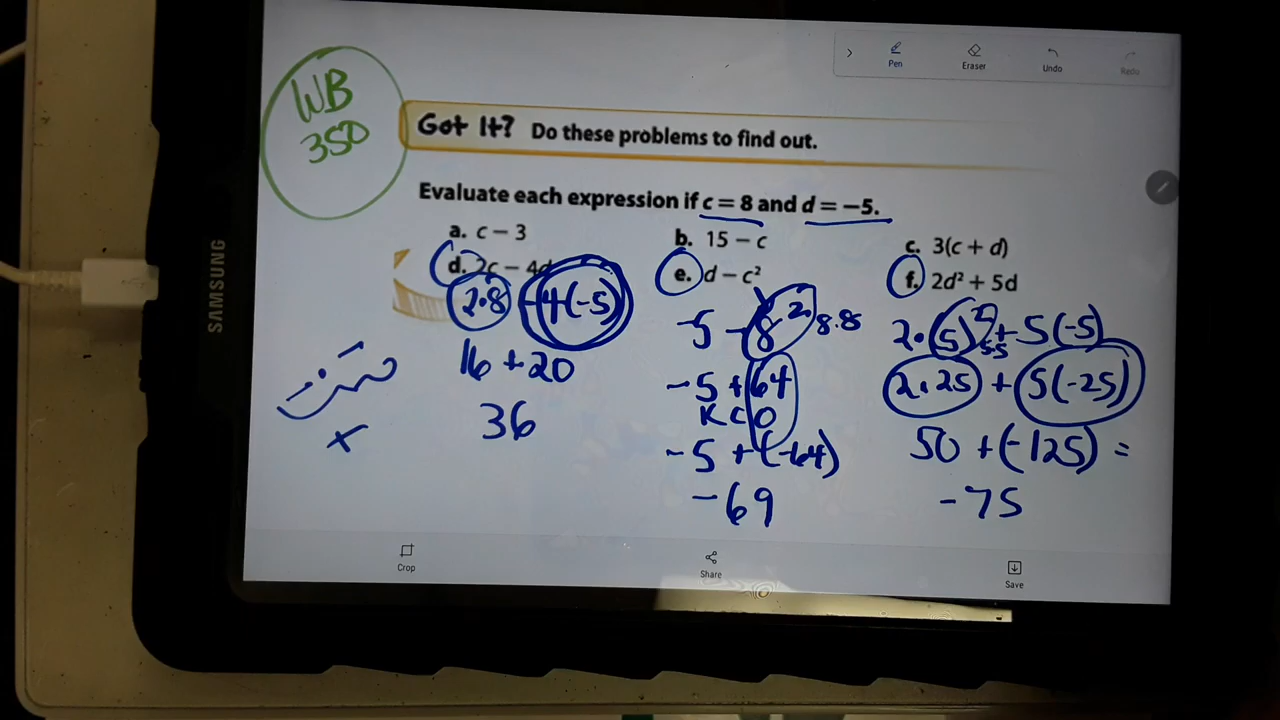 WB
350
Pen
Eraser
Undo
Redo
Got It? Do these problems to find out.
Evaluate each expression if c = 8 and d = −5.
a. c − 3
b. 15 − c
c. 3(c + d)
d. 2c − 4d
e. d − c²
f. 2d² + 5d
2·8 −4(−5)
16 + 20
36
−5 − 8² 8·8
−5 + 64
KCO
−5 + (−64)
−69
2·(5)² + 5(−5)
5·5
2·25 + 5(−25)
50 + (−125) =
−75
− · −
+
SAMSUNG
Crop
Share
Save